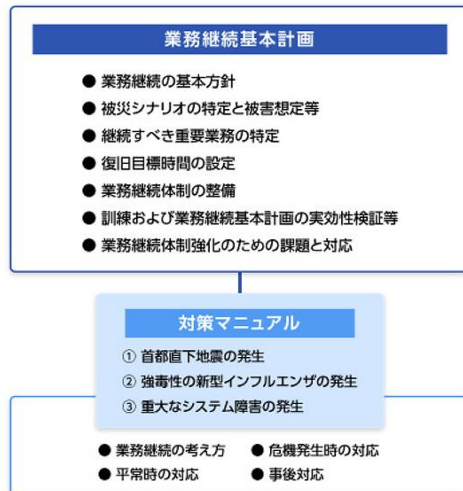 業務継続基本計画
● 業務継続の基本方針
● 被災シナリオの特定と被害想定等
● 継続すべき重要業務の特定
● 復旧目標時間の設定
● 業務継続体制の整備
● 訓練および業務継続基本計画の実効性検証等
● 業務継続体制強化のための課題と対応
対策マニュアル
① 首都直下地震の発生
② 強毒性の新型インフルエンザの発生
③ 重大なシステム障害の発生
● 業務継続の考え方 ● 危機発生時の対応
● 平常時の対応 ● 事後対応